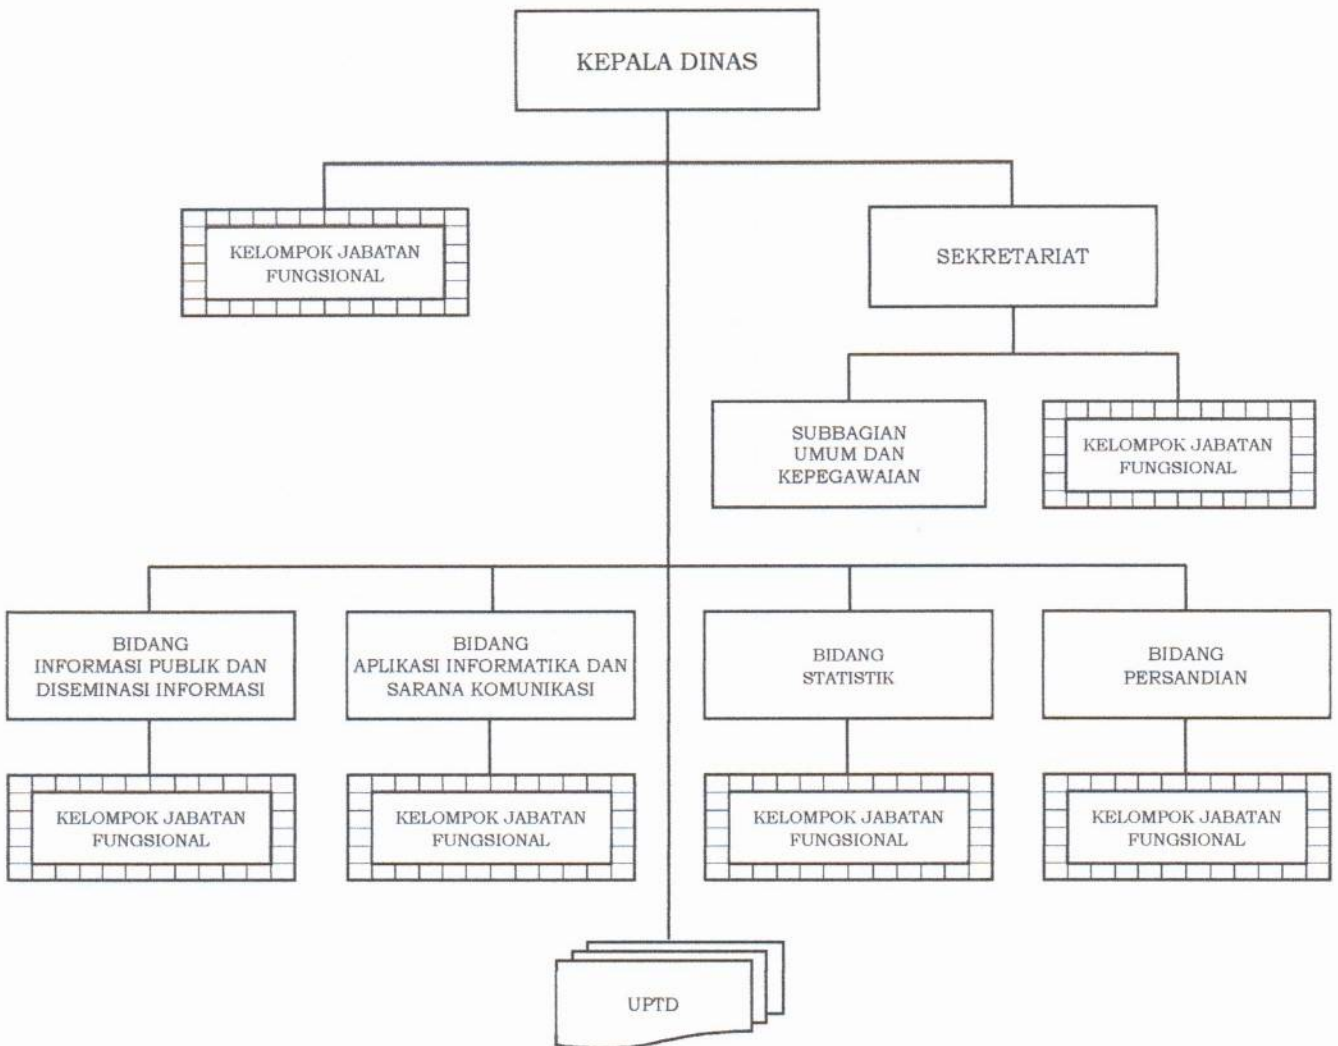 KEPALA DINAS
KELOMPOK JABATAN
FUNGSIONAL
SEKRETARIAT
SUBBAGIAN
UMUM DAN
KEPEGAWAIAN
KELOMPOK JABATAN
FUNGSIONAL
BIDANG
INFORMASI PUBLIK DAN
DISEMINASI INFORMASI
BIDANG
APLIKASI INFORMATIKA DAN
SARANA KOMUNIKASI
BIDANG
STATISTIK
BIDANG
PERSANDIAN
KELOMPOK JABATAN
FUNGSIONAL
KELOMPOK JABATAN
FUNGSIONAL
KELOMPOK JABATAN
FUNGSIONAL
KELOMPOK JABATAN
FUNGSIONAL
UPTD